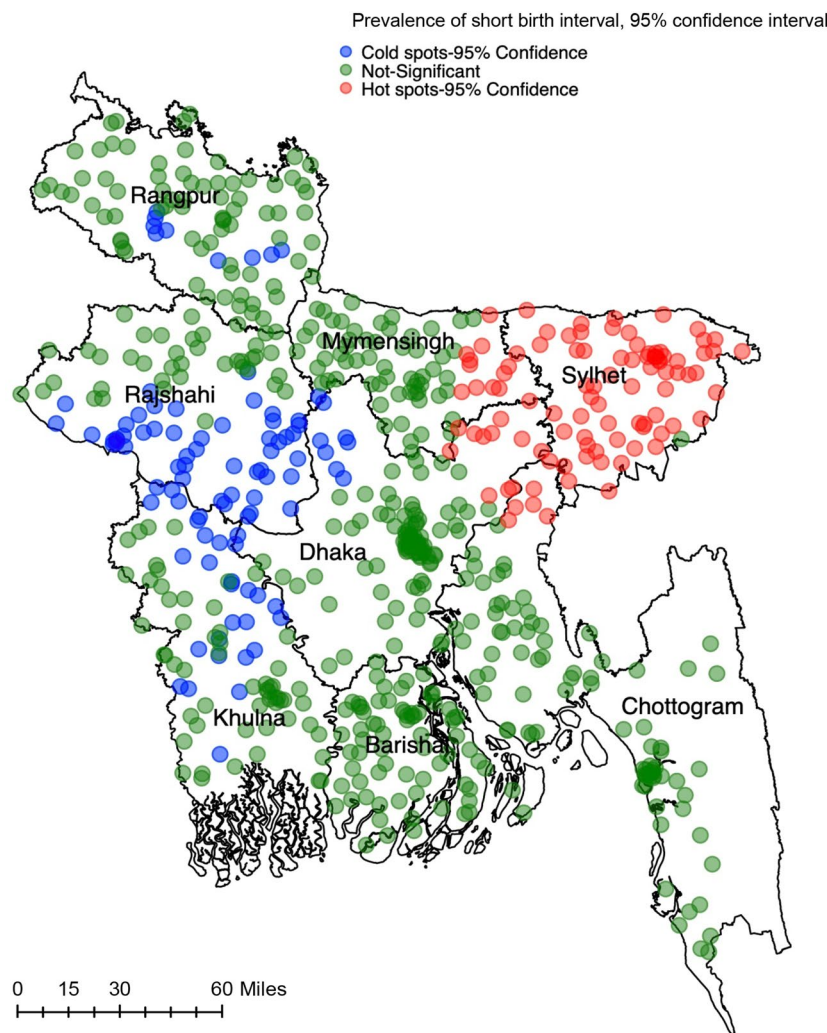 Prevalence of short birth interval, 95% confidence interval
Cold spots-95% Confidence
Not-Significant
Hot spots-95% Confidence
Rangpur
Mymensingh
Sylhet
Rajshahi
Dhaka
Chottogram
Khulna
Barishal
0 15 30 60 Miles